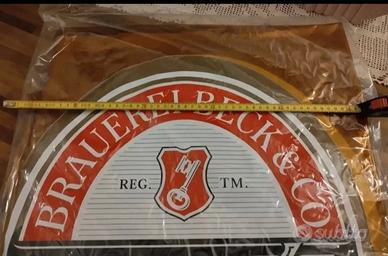 BRAUEREI BECK & CO
REG. TM.
subito